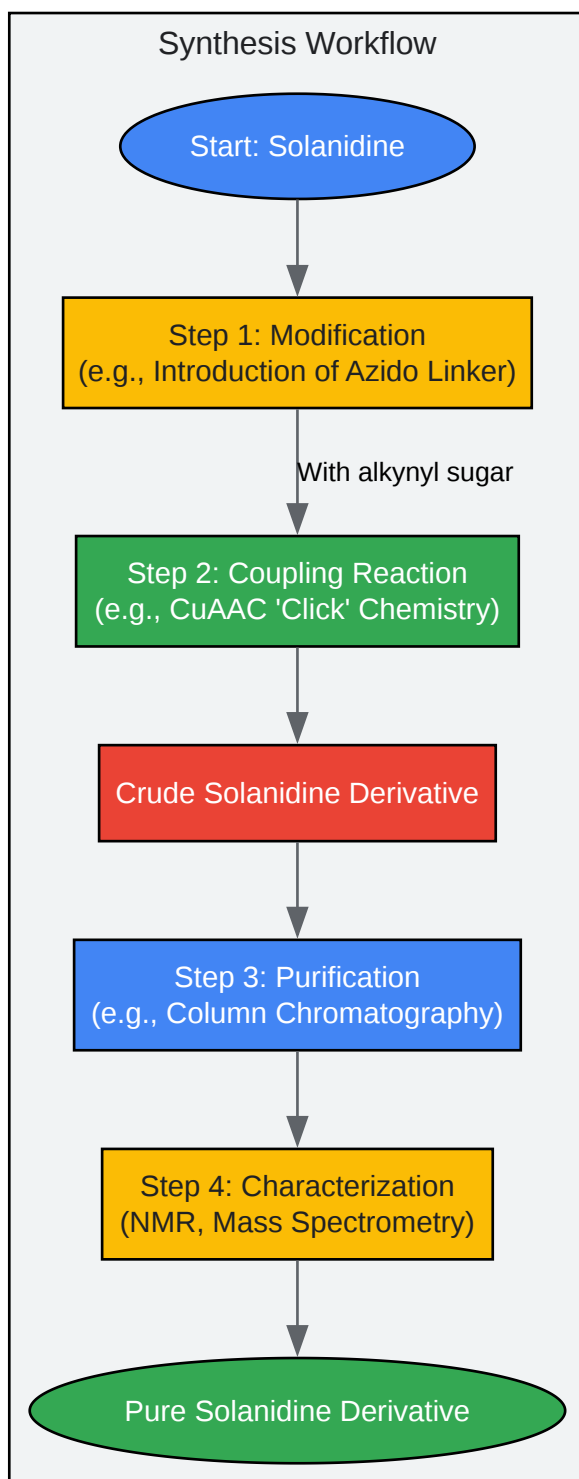 Synthesis Workflow
Start: Solanidine
Step 1: Modification
(e.g., Introduction of Azido Linker)
With alkynyl sugar
Step 2: Coupling Reaction
(e.g., CuAAC 'Click' Chemistry)
Crude Solanidine Derivative
Step 3: Purification
(e.g., Column Chromatography)
Step 4: Characterization
(NMR, Mass Spectrometry)
Pure Solanidine Derivative